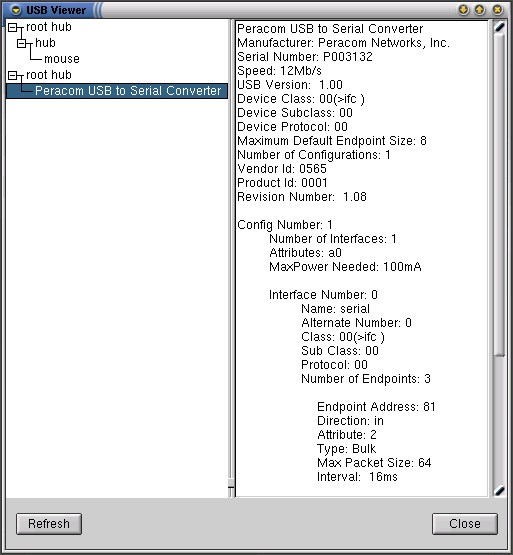 USB Viewer
root hub
hub
mouse
root hub
Peracom USB to Serial Converter
Peracom USB to Serial Converter
Manufacturer: Peracom Networks, Inc.
Serial Number: P003132
Speed: 12Mb/s
USB Version:  1.00
Device Class: 00(>ifc )
Device Subclass: 00
Device Protocol: 00
Maximum Default Endpoint Size: 8
Number of Configurations: 1
Vendor Id: 0565
Product Id: 0001
Revision Number:  1.08
Config Number: 1
Number of Interfaces: 1
Attributes: a0
MaxPower Needed: 100mA
Interface Number: 0
Name: serial
Alternate Number: 0
Class: 00(>ifc )
Sub Class: 00
Protocol: 00
Number of Endpoints: 3
Endpoint Address: 81
Direction: in
Attribute: 2
Type: Bulk
Max Packet Size: 64
Interval:  16ms
Refresh
Close